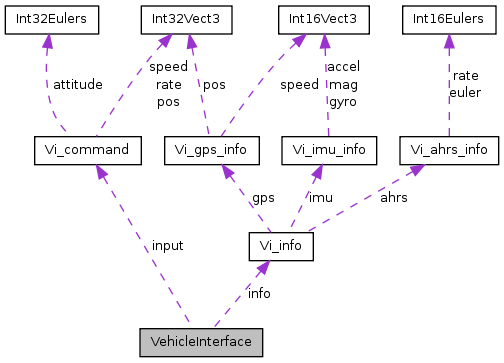 Int32Eulers
Int32Vect3
Int16Vect3
Int16Eulers
attitude
speed
rate
pos
pos
speed
accel
mag
gyro
rate
euler
Vi_command
Vi_gps_info
Vi_imu_info
Vi_ahrs_info
gps
imu
ahrs
input
Vi_info
info
VehicleInterface